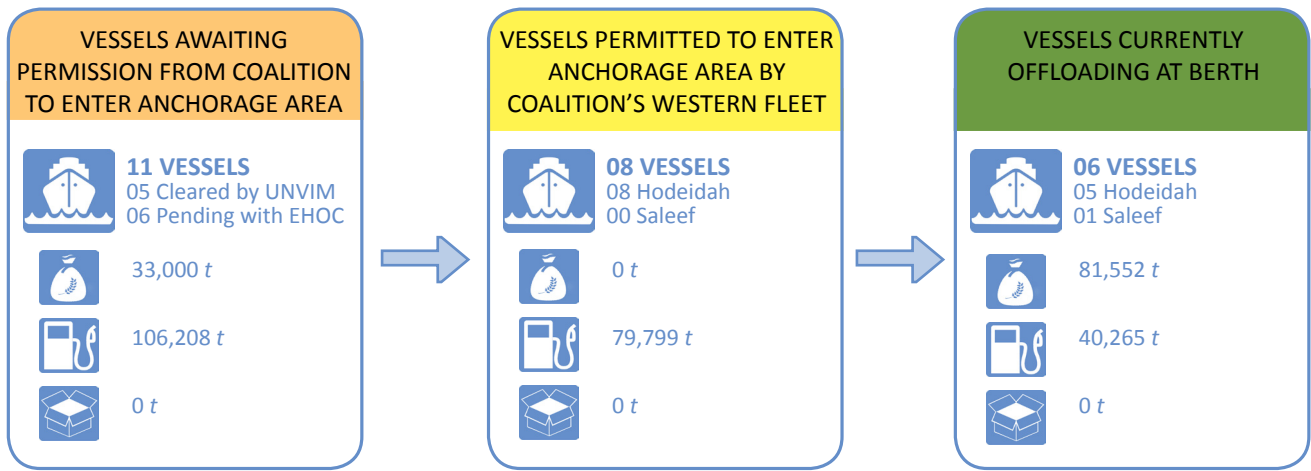 VESSELS AWAITING
PERMISSION FROM COALITION
TO ENTER ANCHORAGE AREA
11 VESSELS
05 Cleared by UNVIM
06 Pending with EHOC
33,000 t
106,208 t
0 t
VESSELS PERMITTED TO ENTER
ANCHORAGE AREA BY
COALITION’S WESTERN FLEET
08 VESSELS
08 Hodeidah
00 Saleef
0 t
79,799 t
0 t
VESSELS CURRENTLY
OFFLOADING AT BERTH
06 VESSELS
05 Hodeidah
01 Saleef
81,552 t
40,265 t
0 t